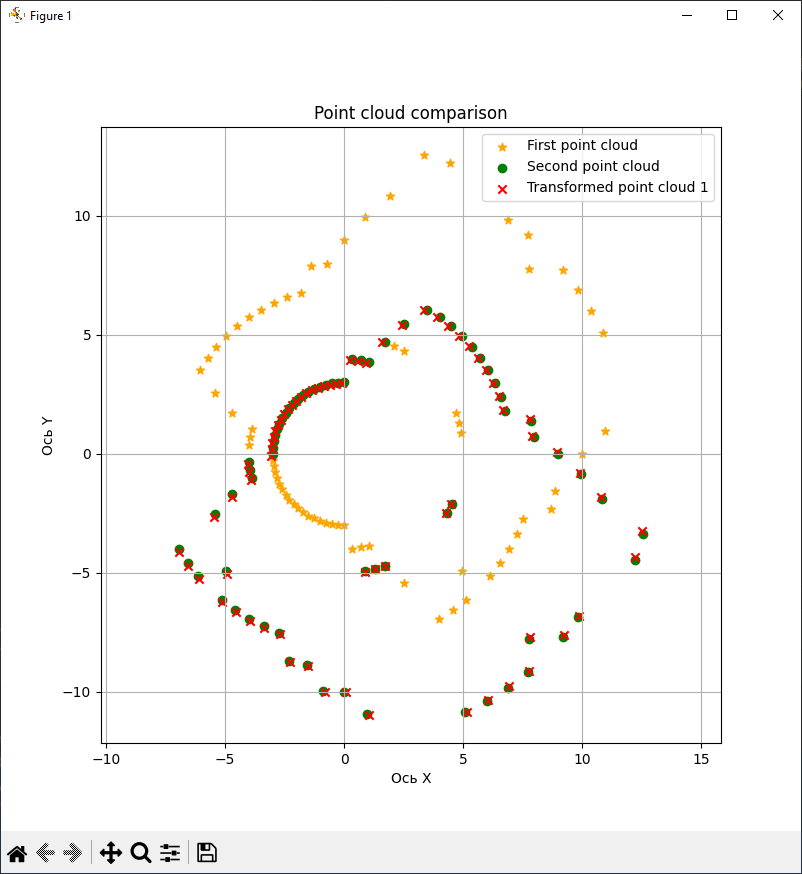 Figure 1
Point cloud comparison
First point cloud
Second point cloud
Transformed point cloud 1
10
5
0
−5
−10
Ось Y
−10 −5 0 5 10 15
Ось X